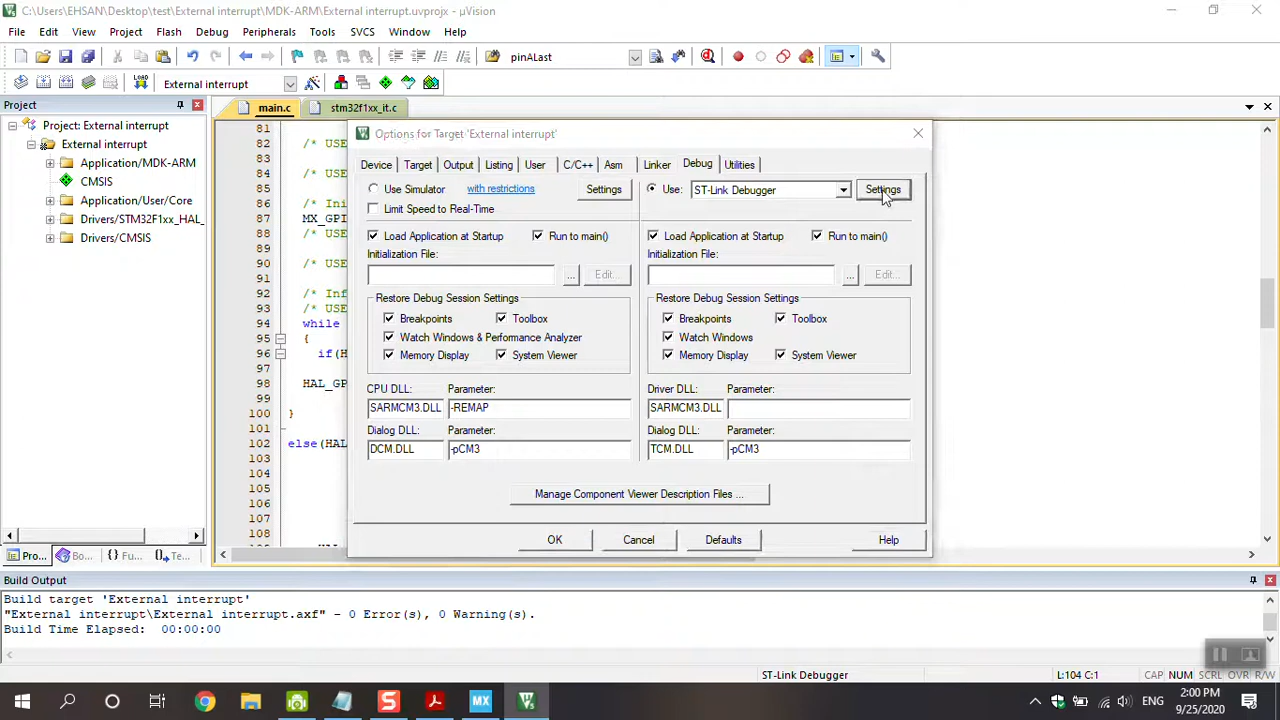 C:\Users\EHSAN\Desktop\test\External interrupt\MDK-ARM\External interrupt.uvprojx - µVision
File Edit View Project Flash Debug Peripherals Tools SVCS Window Help
pinALast
LOAD External interrupt
Project
Project: External interrupt
External interrupt
Application/MDK-ARM
CMSIS
Application/User/Core
Drivers/STM32F1xx_HAL_
Drivers/CMSIS
Pro... Bo... {} Fu... Te...
main.c stm32f1xx_it.c
81
82 /* USE
83
84 /* USE
85
86 /* Ini
87 MX_GPI
88 /* USE
89
90 /* USE
91
92 /* Inf
93 /* USE
94 while
95 {
96 if(H
97
98 HAL_GP
99
100 }
101
102 else(HAL
103
104
105
106
107
108
Options for Target 'External interrupt'
Device Target Output Listing User C/C++ Asm Linker Debug Utilities
Use Simulator with restrictions Settings
Limit Speed to Real-Time
Use: ST-Link Debugger Settings
Load Application at Startup Run to main()
Initialization File:
... Edit...
Load Application at Startup Run to main()
Initialization File:
... Edit...
Restore Debug Session Settings
Breakpoints Toolbox
Watch Windows & Performance Analyzer
Memory Display System Viewer
Restore Debug Session Settings
Breakpoints Toolbox
Watch Windows
Memory Display System Viewer
CPU DLL: Parameter:
SARMCM3.DLL -REMAP
Dialog DLL: Parameter:
DCM.DLL -pCM3
Driver DLL: Parameter:
SARMCM3.DLL
Dialog DLL: Parameter:
TCM.DLL -pCM3
Manage Component Viewer Description Files ...
OK Cancel Defaults Help
Build Output
Build target 'External interrupt'
"External interrupt\External interrupt.axf" - 0 Error(s), 0 Warning(s).
Build Time Elapsed: 00:00:00
ST-Link Debugger L:104 C:1 CAP NUM SCRL OVR R/W
S MX
ENG 2:00 PM
9/25/2020